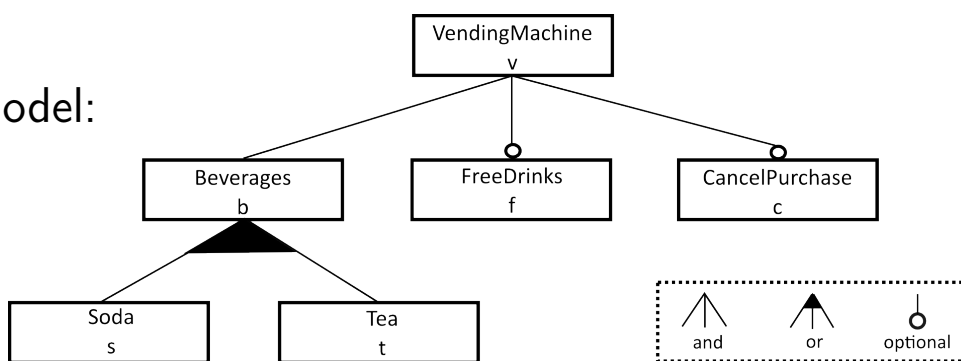 VendingMachine
v
odel:
Beverages
b
FreeDrinks
f
CancelPurchase
c
Soda
s
Tea
t
and
or
optional